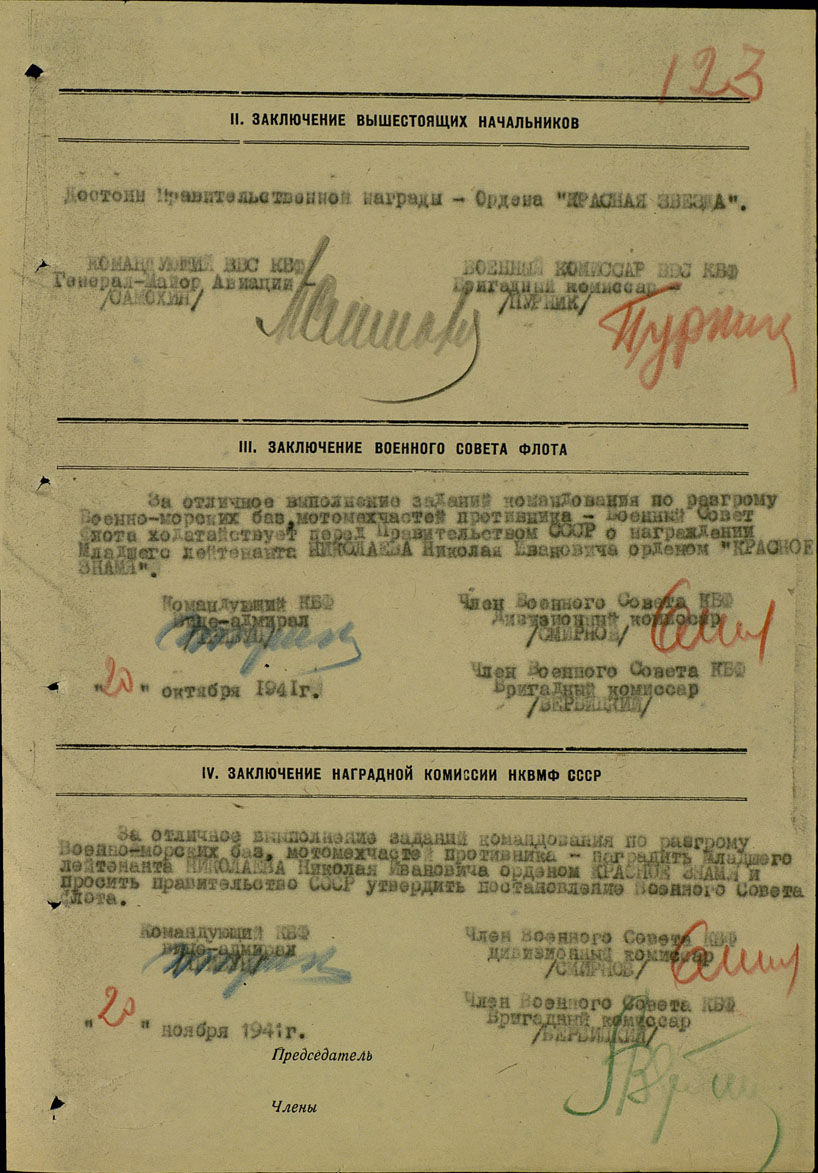 123
II. ЗАКЛЮЧЕНИЕ ВЫШЕСТОЯЩИХ НАЧАЛЬНИКОВ
Достоин Правительственной награды – Ордена "КРАСНАЯ ЗВЕЗДА".
КОМАНДУЮЩИЙ ВВС КБФ
Генерал-Майор Авиации –
/САМОХИН/
ВОЕННЫЙ КОМИССАР ВВС КБФ
Бригадный комиссар –
/ПУРНИК/
Пурник
III. ЗАКЛЮЧЕНИЕ ВОЕННОГО СОВЕТА ФЛОТА
За отличное выполнение заданий командования по разгрому
Военно-морских баз, мотомехчастей противника – Военный Совет
Флота ходатайствует перед Правительством СССР о награждении
Младшего лейтенанта НИКОЛАЕВА Николая Ивановича орденом "КРАСНОЕ
ЗНАМЯ".
Командующий КБФ
Вице-адмирал
Член Военного Совета КБФ
Дивизионный комиссар
/СМИРНОВ/
Член Военного Совета КБФ
Бригадный комиссар
/ВЕРБИЦКИЙ/
"20" октября 1941г.
IV. ЗАКЛЮЧЕНИЕ НАГРАДНОЙ КОМИССИИ НКВМФ СССР
За отличное выполнение заданий командования по разгрому
Военно-морских баз, мотомехчастей противника – наградить Младшего
лейтенанта НИКОЛАЕВА Николая Ивановича орденом КРАСНОЕ ЗНАМЯ и
просить правительство СССР утвердить постановление Военного Совета
Флота.
Командующий КБФ
Вице-адмирал
Член Военного Совета КБФ
дивизионный комиссар
/СМИРНОВ/
Член Военного Совета КБФ
Бригадный комиссар
/ВЕРБИЦКИЙ/
"20" ноября 1941г.
Председатель
Члены